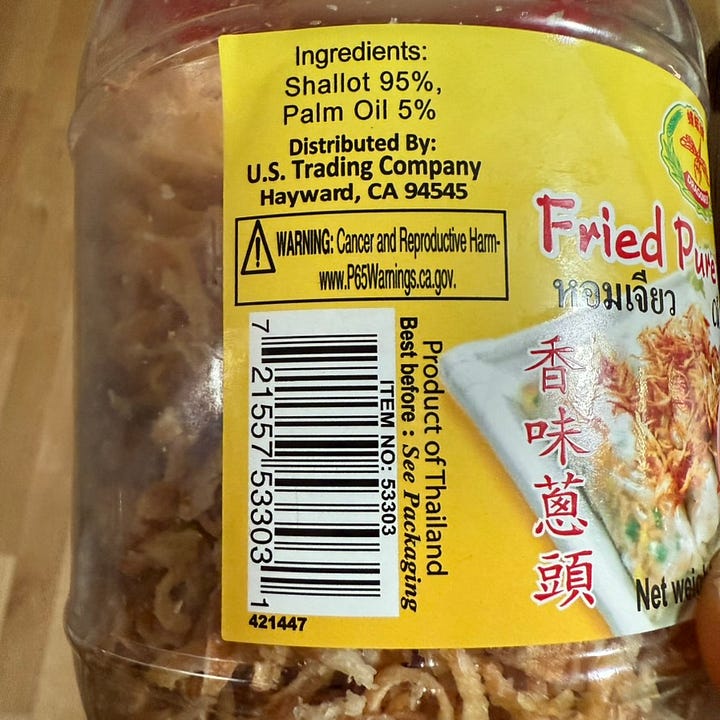 Ingredients:
Shallot 95%,
Palm Oil 5%
Distributed By:
U.S. Trading Company
Hayward, CA 94545
WARNING: Cancer and Reproductive Harm-
www.P65Warnings.ca.gov.
7 21557 53303 1
ITEM NO: 53303
Best before : See Packaging
Product of Thailand
421447
Fried Pure
หอมเจียว
香味蔥頭
Net